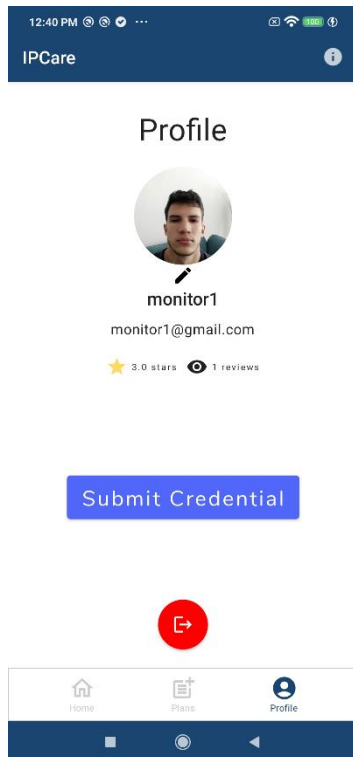 12:40 PM ... 100
IPCare
Profile
monitor1
monitor1@gmail.com
3.0 stars 1 reviews
Submit Credential
Home Plans Profile